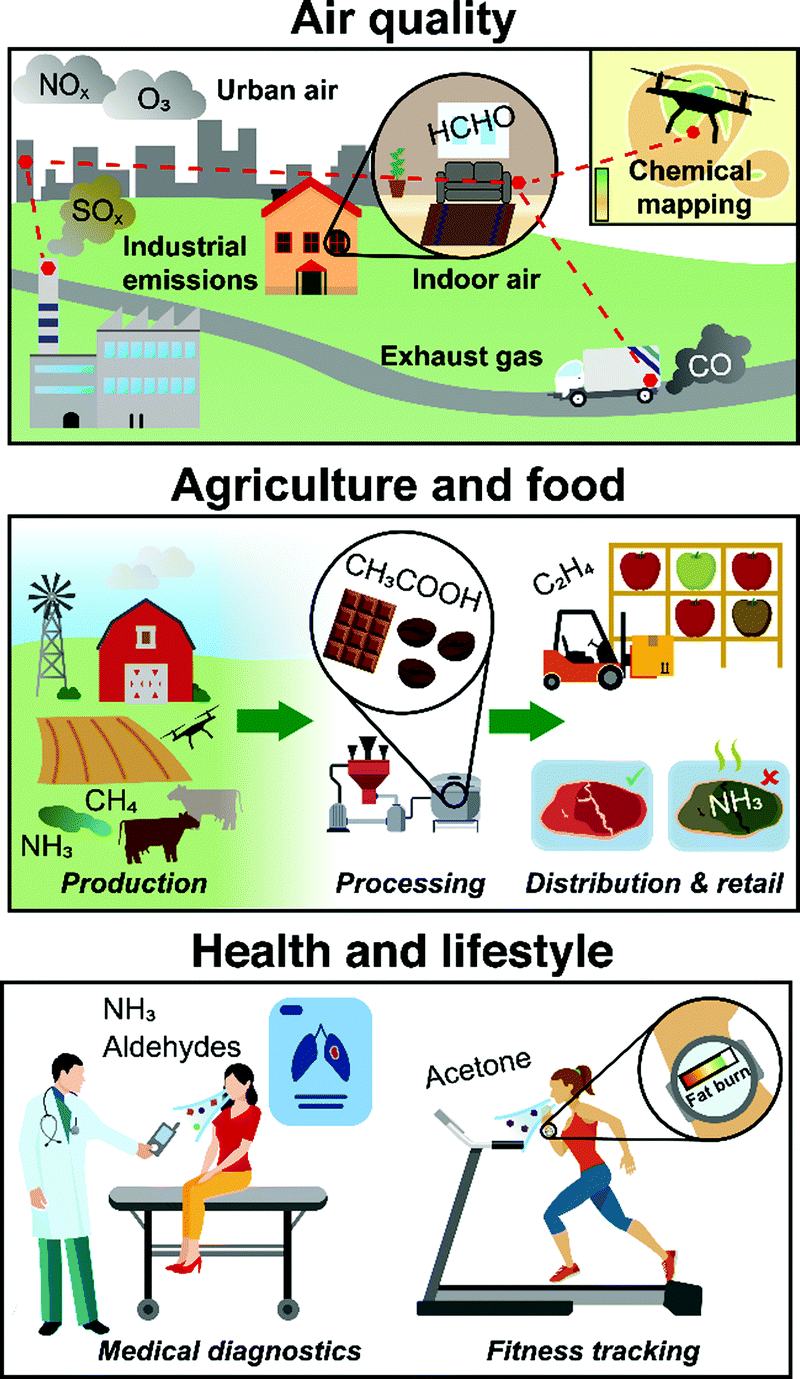 Air quality
NOₓ
O₃
Urban air
HCHO
Chemical
mapping
SOₓ
Industrial
emissions
Indoor air
Exhaust gas
CO
Agriculture and food
CH₃COOH
C₂H₄
CH₄
NH₃
NH₃
Production
Processing
Distribution & retail
Health and lifestyle
NH₃
Aldehydes
Acetone
Fat burn
Medical diagnostics
Fitness tracking